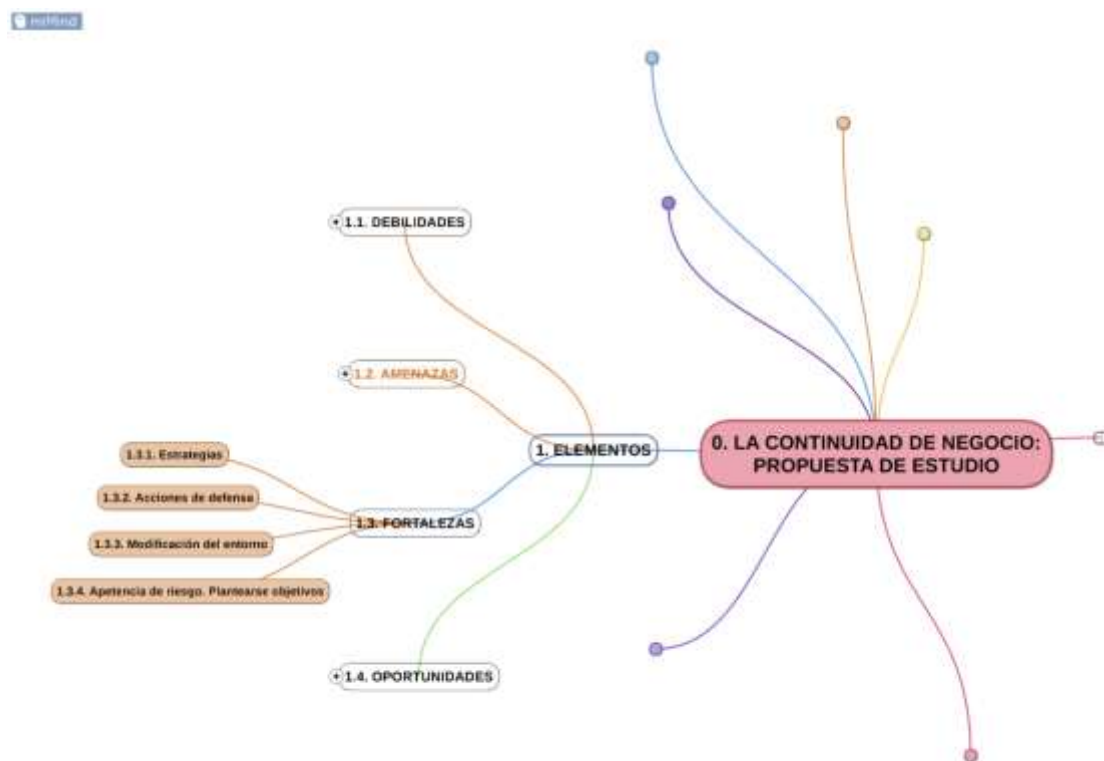 miMind
1.1. DEBILIDADES
1.2. AMENAZAS
1. ELEMENTOS
0. LA CONTINUIDAD DE NEGOCiO:
PROPUESTA DE ESTUDIO
1.3.1. Estrategias
1.3.2. Acciones de defensa
1.3. FORTALEZAS
1.3.3. Modificación del entorno
1.3.4. Apetencia de riesgo. Plantearse objetivos
1.4. OPORTUNIDADES